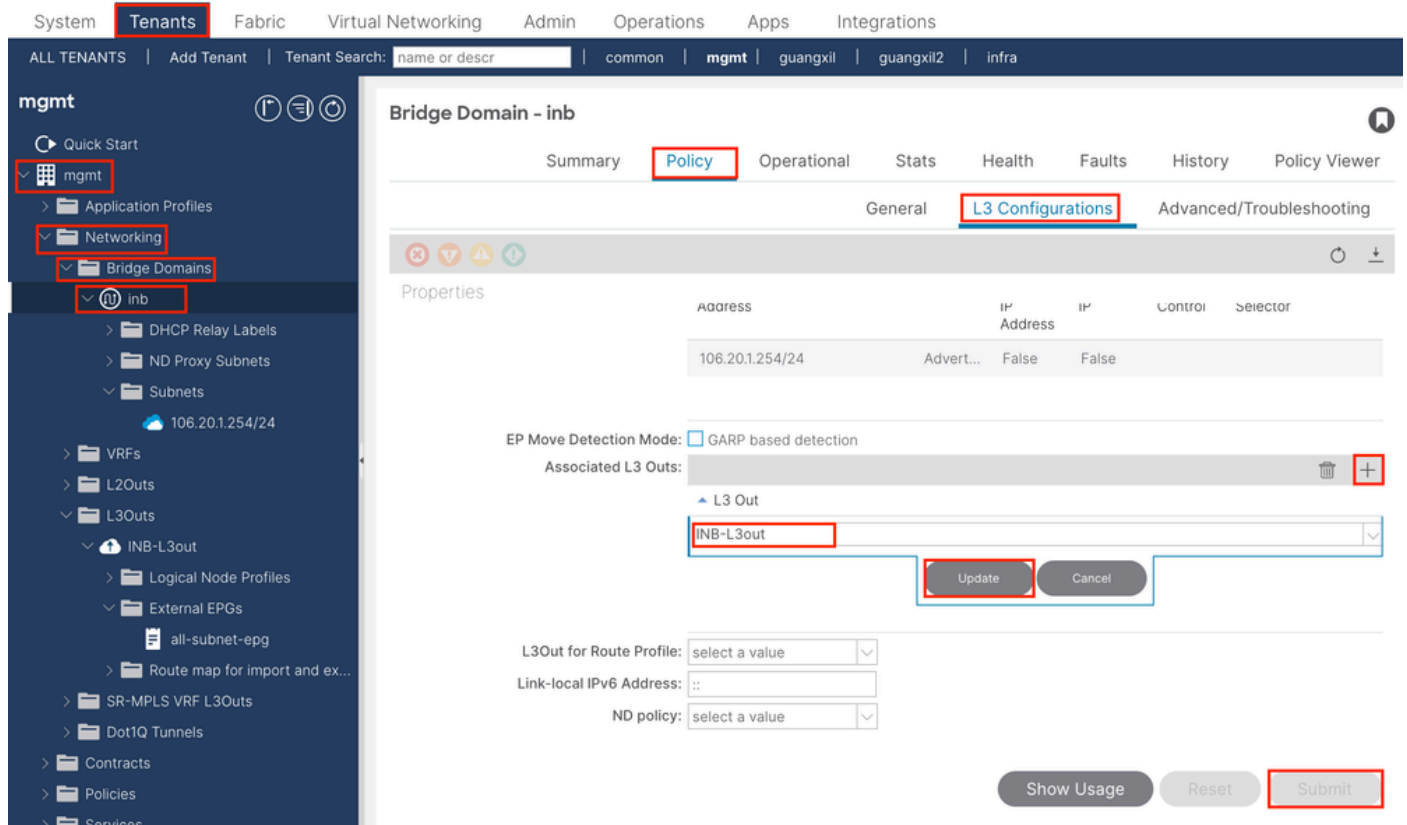 System Tenants Fabric Virtual Networking Admin Operations Apps Integrations
ALL TENANTS | Add Tenant | Tenant Search: name or descr | common | mgmt | guangxil | guangxil2 | infra
mgmt
Quick Start
mgmt
Application Profiles
Networking
Bridge Domains
inb
DHCP Relay Labels
ND Proxy Subnets
Subnets
106.20.1.254/24
VRFs
L2Outs
L3Outs
INB-L3out
Logical Node Profiles
External EPGs
all-subnet-epg
Route map for import and ex...
SR-MPLS VRF L3Outs
Dot1Q Tunnels
Contracts
Policies
Services
Bridge Domain - inb
Summary Policy Operational Stats Health Faults History Policy Viewer
General L3 Configurations Advanced/Troubleshooting
Properties
Address IP IP Control Selector
Address
106.20.1.254/24 Advert... False False
EP Move Detection Mode: GARP based detection
Associated L3 Outs:
L3 Out
INB-L3out
Update Cancel
L3Out for Route Profile: select a value
Link-local IPv6 Address: ::
ND policy: select a value
Show Usage Reset Submit